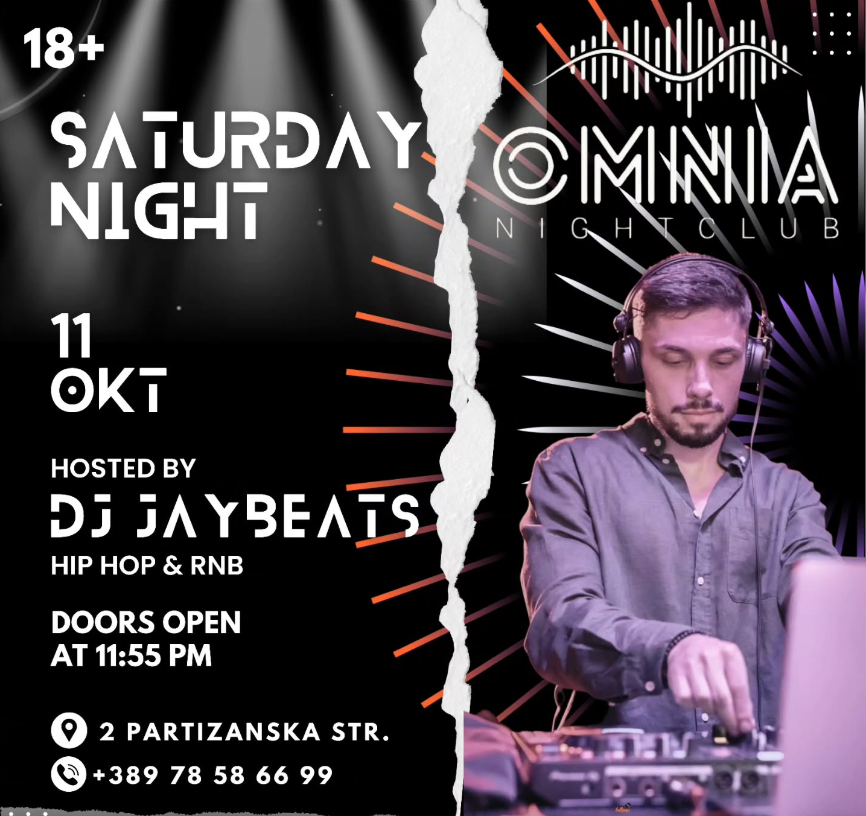 18+
SATURDAY
NIGHT
OMNIA
NIGHTCLUB
11
OKT
HOSTED BY
DJ JAYBEATS
HIP HOP & RNB
DOORS OPEN
AT 11:55 PM
2 PARTIZANSKA STR.
+389 78 58 66 99